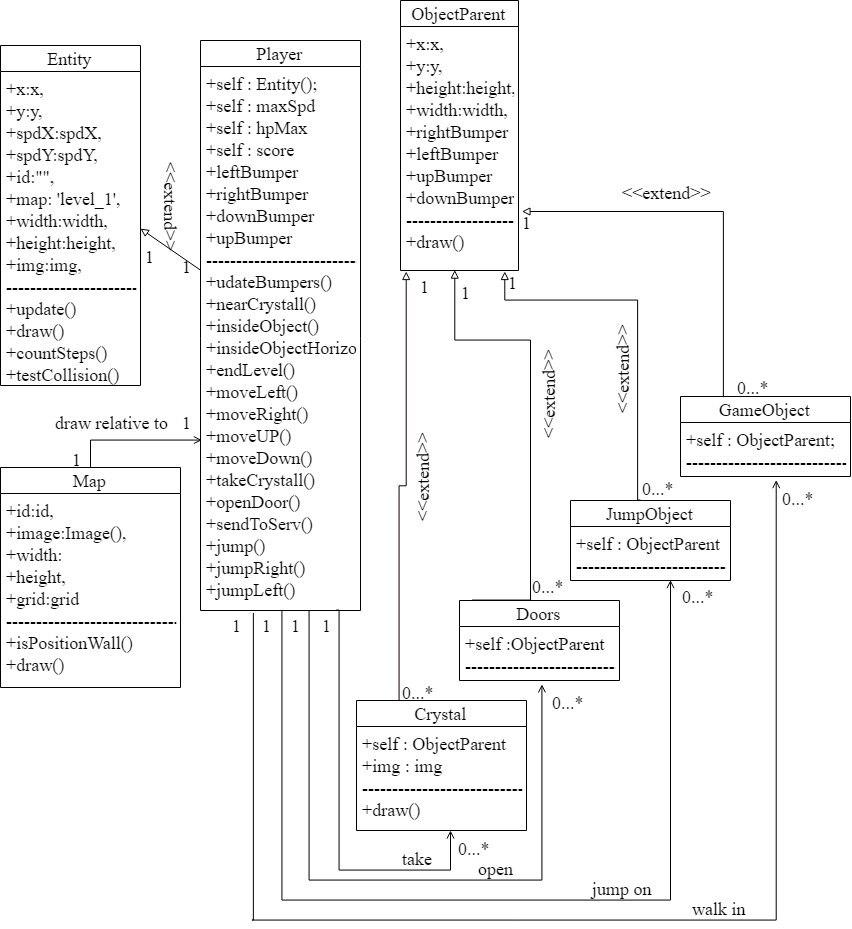 Entity
+x:x,
+y:y,
+spdX:spdX,
+spdY:spdY,
+id:"",
+map: 'level_1',
+width:width,
+height:height,
+img:img,
+update()
+draw()
+countSteps()
+testCollision()
<<extend>>
1
1
Player
+self : Entity();
+self : maxSpd
+self : hpMax
+self : score
+leftBumper
+rightBumper
+downBumper
+upBumper
+udateBumpers()
+nearCrystall()
+insideObject()
+insideObjectHorizo
+endLevel()
+moveLeft()
+moveRight()
+moveUP()
+moveDown()
+takeCrystall()
+openDoor()
+sendToServ()
+jump()
+jumpRight()
+jumpLeft()
ObjectParent
+x:x,
+y:y,
+height:height,
+width:width,
+rightBumper
+leftBumper
+upBumper
+downBumper
+draw()
<<extend>>
1
1
1
1
<<extend>>
<<extend>>
<<extend>>
draw relative to
1
1
Map
+id:id,
+image:Image(),
+width:
+height,
+grid:grid
+isPositionWall()
+draw()
0...*
GameObject
+self : ObjectParent;
0...*
0...*
JumpObject
+self : ObjectParent
0...*
0...*
Doors
+self :ObjectParent
0...*
0...*
Crystal
+self : ObjectParent
+img : img
+draw()
0...*
1
1
1
1
take
open
jump on
walk in